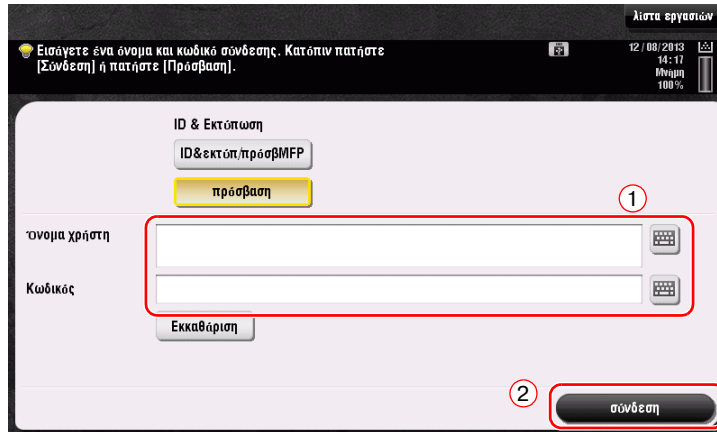 λίστα εργασιών
Εισάγετε ένα όνομα και κωδικό σύνδεσης. Κατόπιν πατήστε
[Σύνδεση] ή πατήστε [Πρόσβαση].
12/08/2013
14:17
Μνήμη
100%
ID & Εκτύπωση
ID&εκτύπ/πρόσβMFP
πρόσβαση
1
Όνομα χρήστη
Κωδικός
Εκκαθάριση
2
σύνδεση